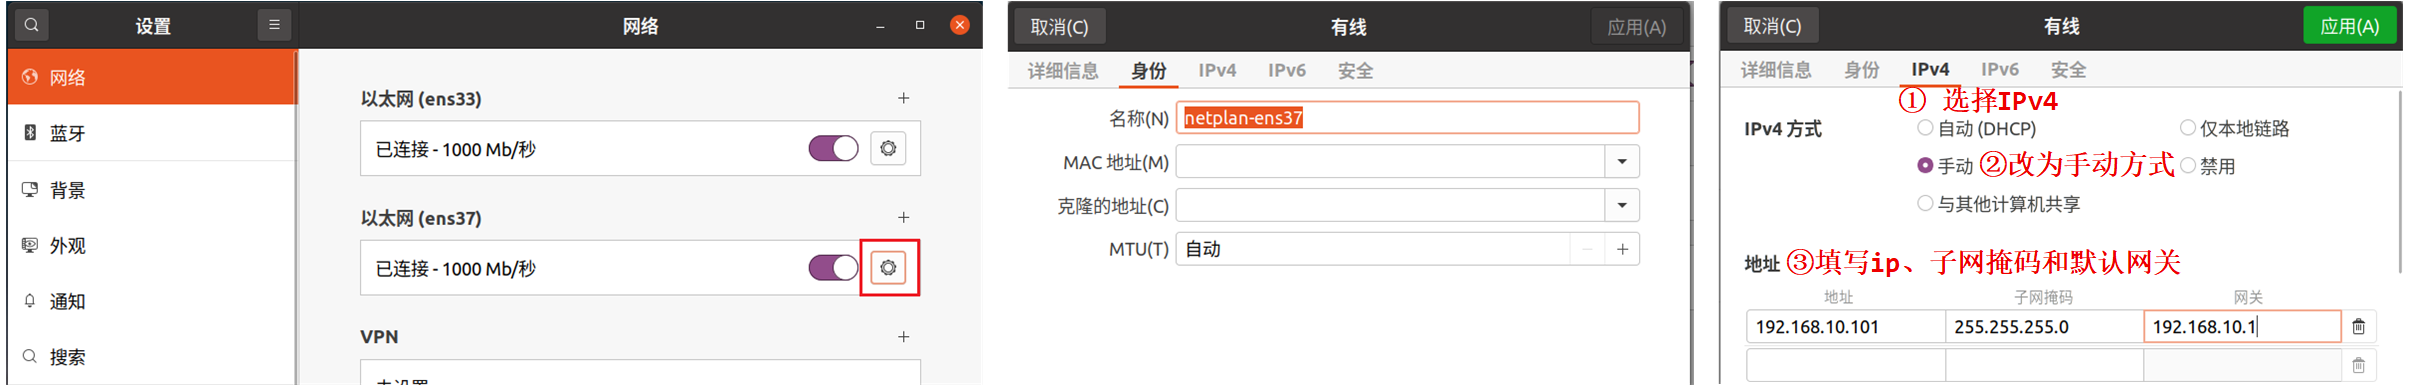 设置
网络
网络
蓝牙
背景
外观
通知
搜索
以太网 (ens33)
已连接 - 1000 Mb/秒
以太网 (ens37)
已连接 - 1000 Mb/秒
VPN
未设置
取消(C)
有线
应用(A)
详细信息 身份 IPv4 IPv6 安全
名称(N) netplan-ens37
MAC 地址(M)
克隆的地址(C)
MTU(T) 自动
取消(C)
有线
应用(A)
详细信息 身份 IPv4 IPv6 安全
① 选择IPv4
IPv4 方式 自动 (DHCP) 仅本地链路
手动 ②改为手动方式 禁用
与其他计算机共享
地址 ③填写ip、子网掩码和默认网关
地址 子网掩码 网关
192.168.10.101 255.255.255.0 192.168.10.1